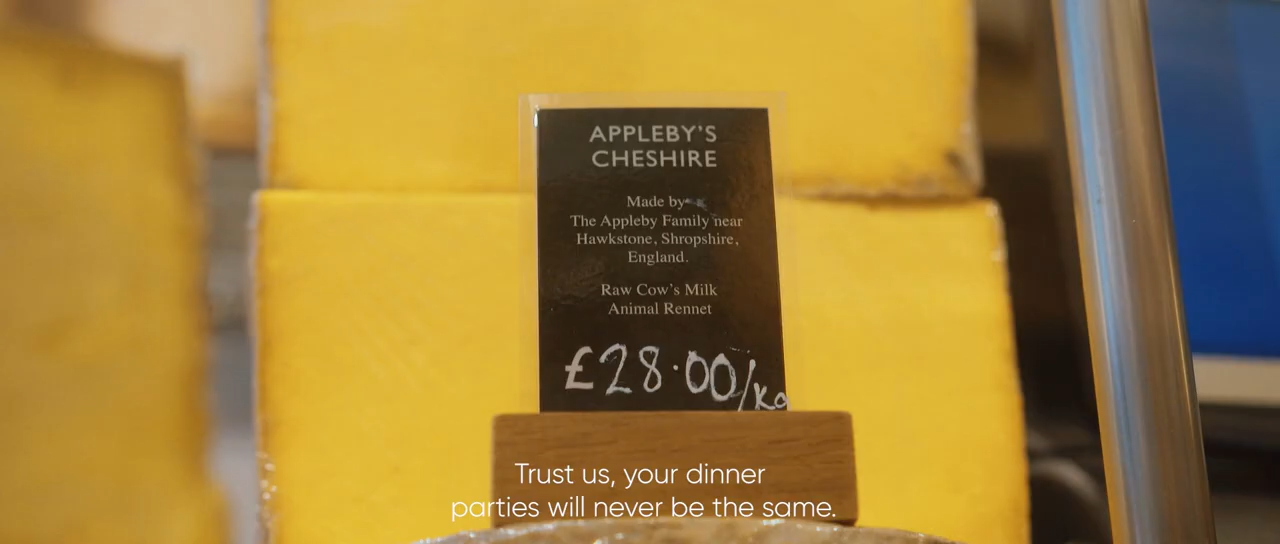 APPLEBY'S
CHESHIRE
Made by
The Appleby Family near
Hawkstone, Shropshire,
England.
Raw Cow's Milk
Animal Rennet
£28.00/kg
Trust us, your dinner
parties will never be the same.